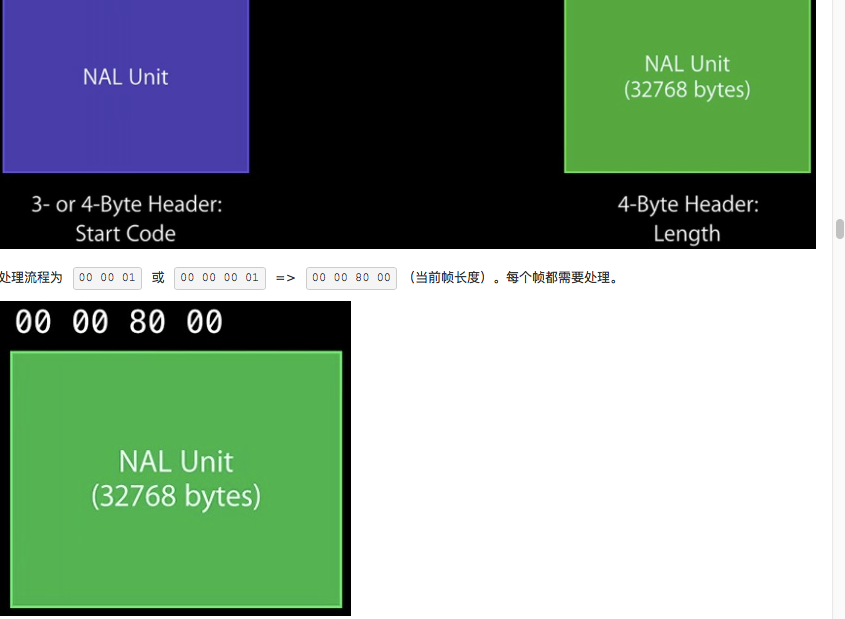 NAL Unit
NAL Unit
(32768 bytes)
3- or 4-Byte Header:
Start Code
4-Byte Header:
Length
处理流程为 00 00 01 或 00 00 00 01 => 00 00 80 00 （当前帧长度）。每个帧都需要处理。
00 00 80 00
NAL Unit
(32768 bytes)